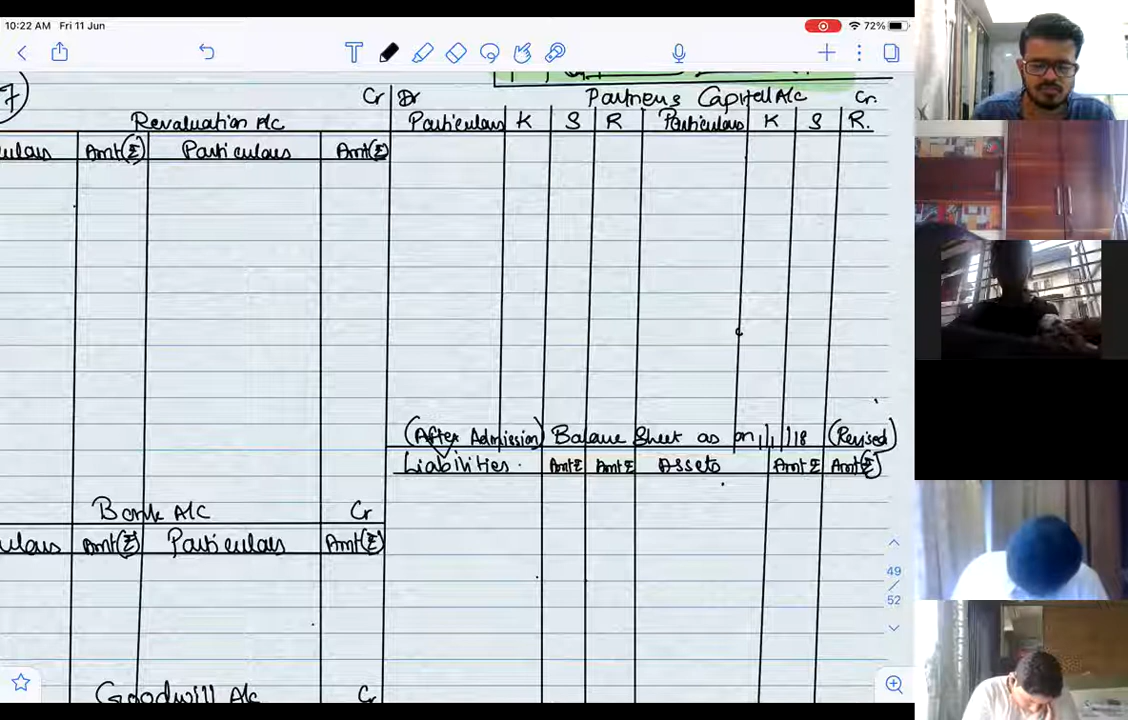 10:22 AM Fri 11 Jun
72%
T
7
Cr Dr Partners Capital A/c Cr.
Revaluation A/c Particulars K S R Particulars K S R.
culars Amt(₹) Particulars Amt(₹)
(After Admission) Balance Sheet as on 1/1/18 (Revised)
Liabilities. Amt₹ Amt₹ Assets Amt₹ Amt(₹)
Bank A/c Cr
culars Amt(₹) Particulars Amt(₹)
49
/
52
Goodwill A/c Cr